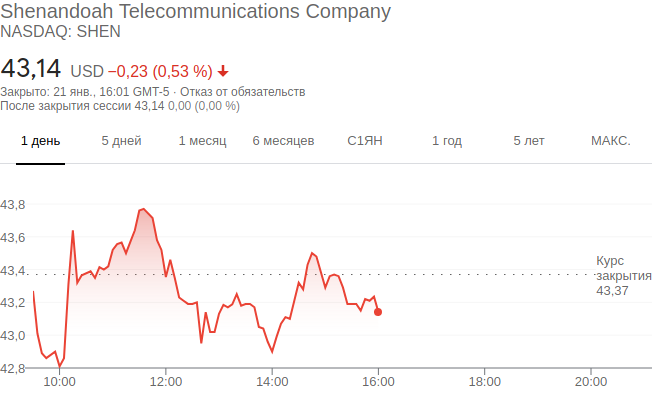 Shenandoah Telecommunications Company
NASDAQ: SHEN
43,14 USD −0,23 (0,53 %)
Закрыто: 21 янв., 16:01 GMT-5 · Отказ от обязательств
После закрытия сессии 43,14 0,00 (0,00 %)
1 день 5 дней 1 месяц 6 месяцев С1ЯН 1 год 5 лет МАКС.
43,8
43,6
43,4
43,2
43,0
42,8
Курс
закрытия
43,37
10:00 12:00 14:00 16:00 18:00 20:00